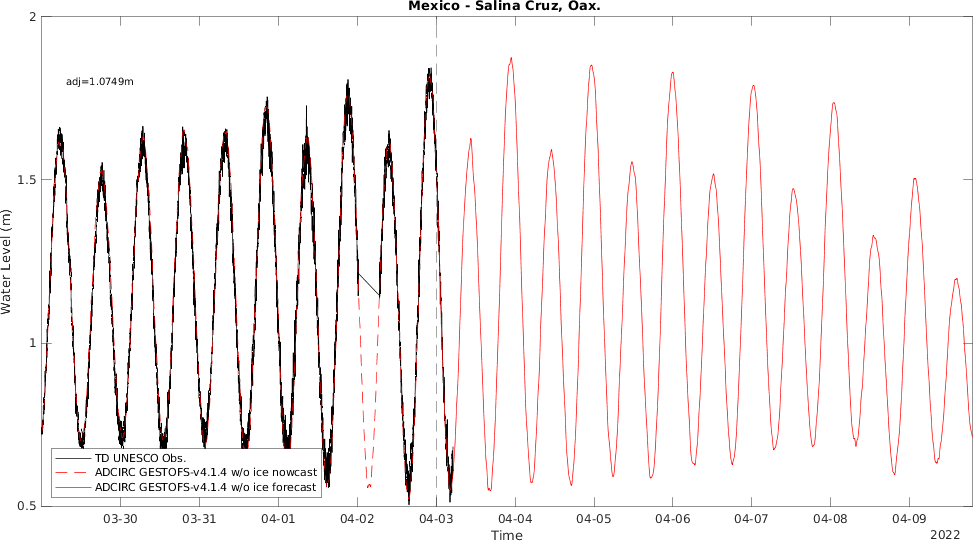 Mexico - Salina Cruz, Oax.
adj=1.0749m
Water Level (m)
2
1.5
1
0.5
TD UNESCO Obs.
ADCIRC GESTOFS-v4.1.4 w/o ice nowcast
ADCIRC GESTOFS-v4.1.4 w/o ice forecast
03-30 03-31 04-01 04-02 04-03 04-04 04-05 04-06 04-07 04-08 04-09
Time
2022